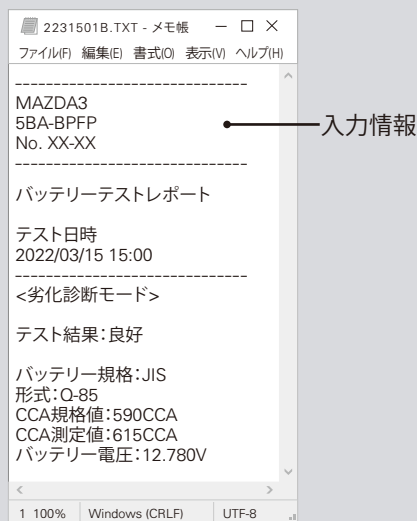 2231501B.TXT - メモ帳
ファイル(F) 編集(E) 書式(O) 表示(V) ヘルプ(H)
------------------------------
MAZDA3
5BA-BPFP
No. XX-XX
------------------------------
入力情報
バッテリーテストレポート
テスト日時
2022/03/15 15:00
------------------------------
<劣化診断モード>
テスト結果:良好
バッテリー規格:JIS
形式:Q-85
CCA規格値:590CCA
CCA測定値:615CCA
バッテリー電圧:12.780V
1 100% Windows (CRLF) UTF-8